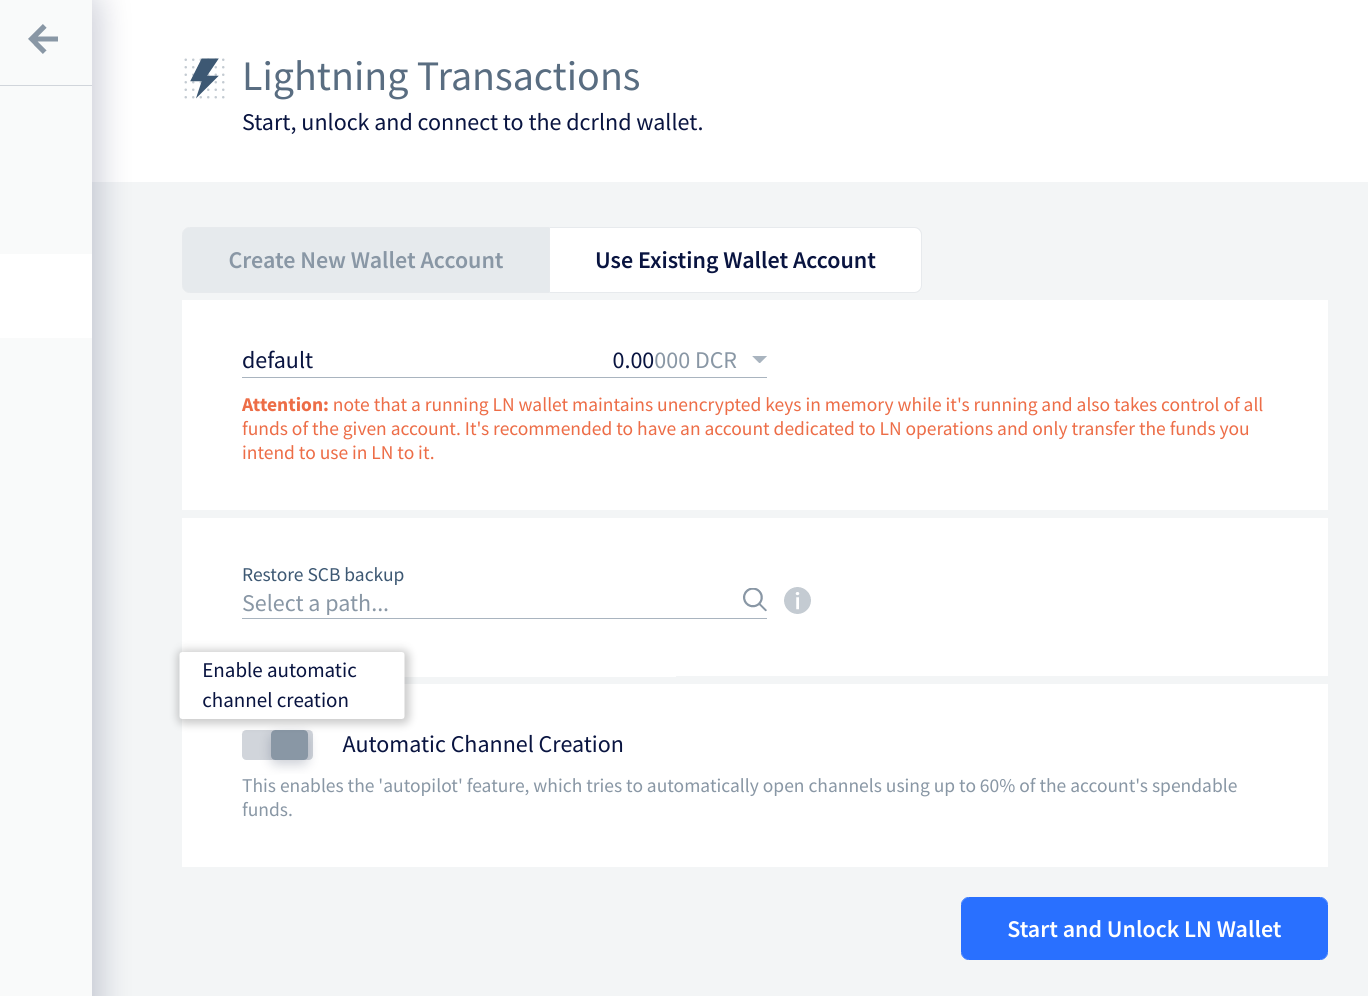 Lightning Transactions
Start, unlock and connect to the dcrlnd wallet.
Create New Wallet Account
Use Existing Wallet Account
default 0.00000 DCR
Attention: note that a running LN wallet maintains unencrypted keys in memory while it's running and also takes control of all
funds of the given account. It's recommended to have an account dedicated to LN operations and only transfer the funds you
intend to use in LN to it.
Restore SCB backup
Select a path...
Enable automatic
channel creation
Automatic Channel Creation
This enables the 'autopilot' feature, which tries to automatically open channels using up to 60% of the account's spendable
funds.
Start and Unlock LN Wallet